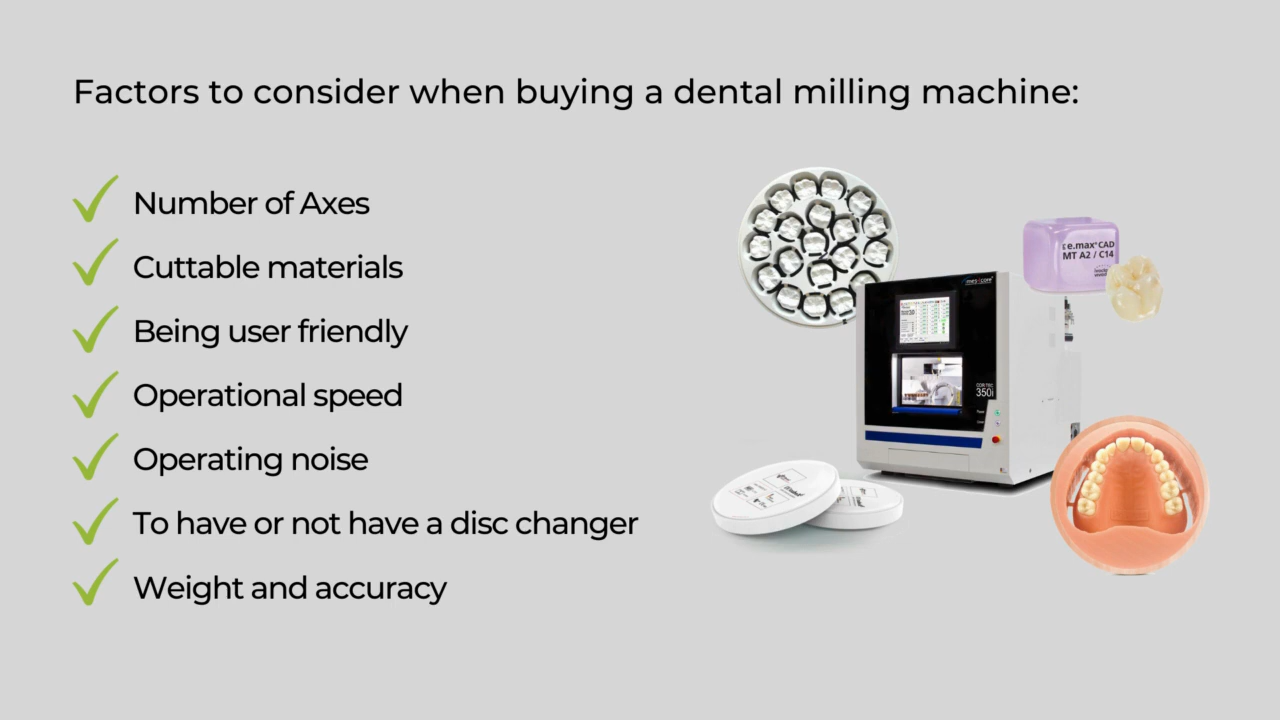 Factors to consider when buying a dental milling machine:
Number of Axes
Cuttable materials
Being user friendly
Operational speed
Operating noise
To have or not have a disc changer
Weight and accuracy
e.max CAD
MT A2 / C14
350i